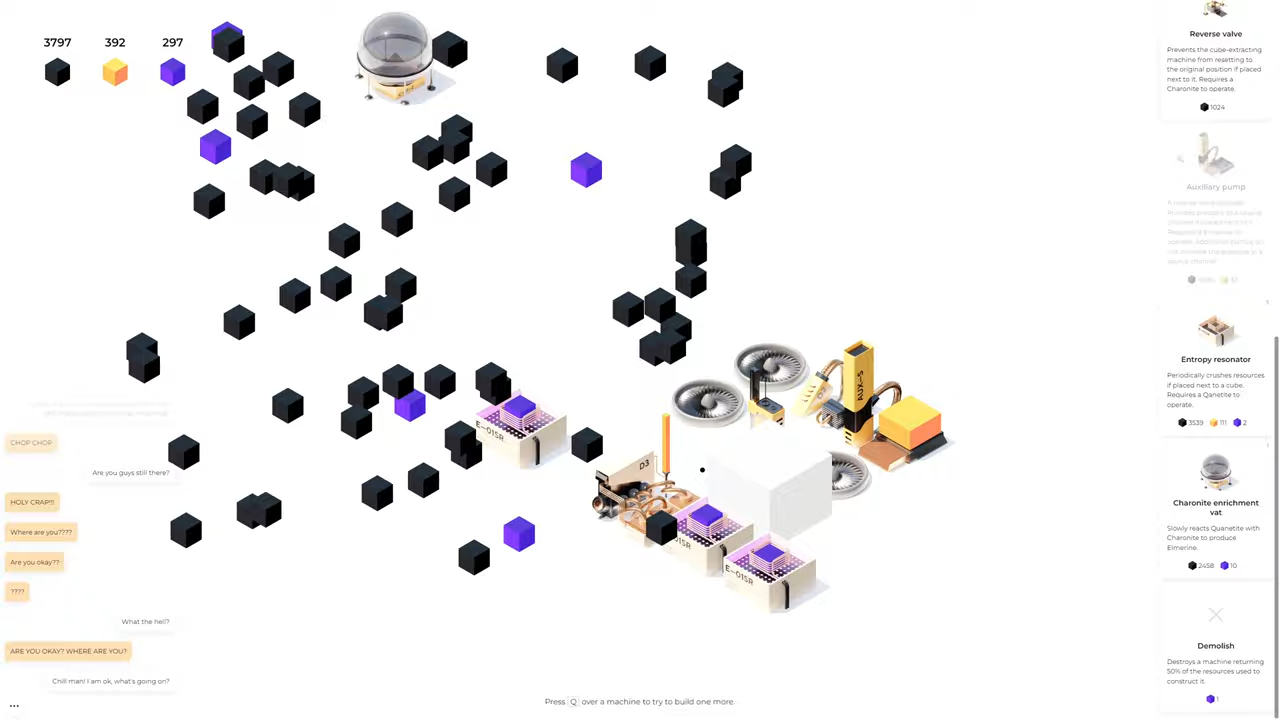 3797
392
297
CHOP CHOP
Are you guys still there?
HOLY CRAP!!!
Where are you????
Are you okay??
????
What the hell?
ARE YOU OKAY? WHERE ARE YOU?
Chill man! I am ok, what's going on?
...
AUX-5
D3
E-01SR
01SR
E-01SR
Press Q over a machine to try to build one more.
Reverse valve
Prevents the cube-extracting
machine from resetting to
the original position if placed
next to it. Requires a
Charonite to operate.
1024
Auxiliary pump
Entropy resonator
Periodically crushes resources
if placed next to a cube.
Requires a Qanetite to
operate.
3539 111 2
Charonite enrichment
vat
Slowly reacts Quanetite with
Charonite to produce
Elmerine.
2458 10
Demolish
Destroys a machine returning
50% of the resources used to
construct it.
1